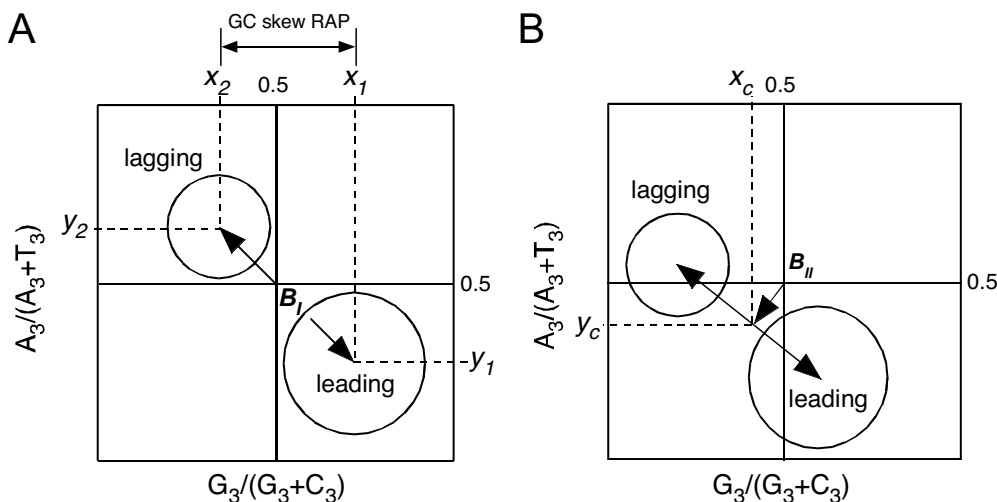 A
GC skew RAP
x2
0.5
x1
lagging
y2
A3/(A3+T3)
0.5
BI
y1
leading
G3/(G3+C3)
B
xc
0.5
lagging
A3/(A3+T3)
BII
0.5
yc
leading
G3/(G3+C3)